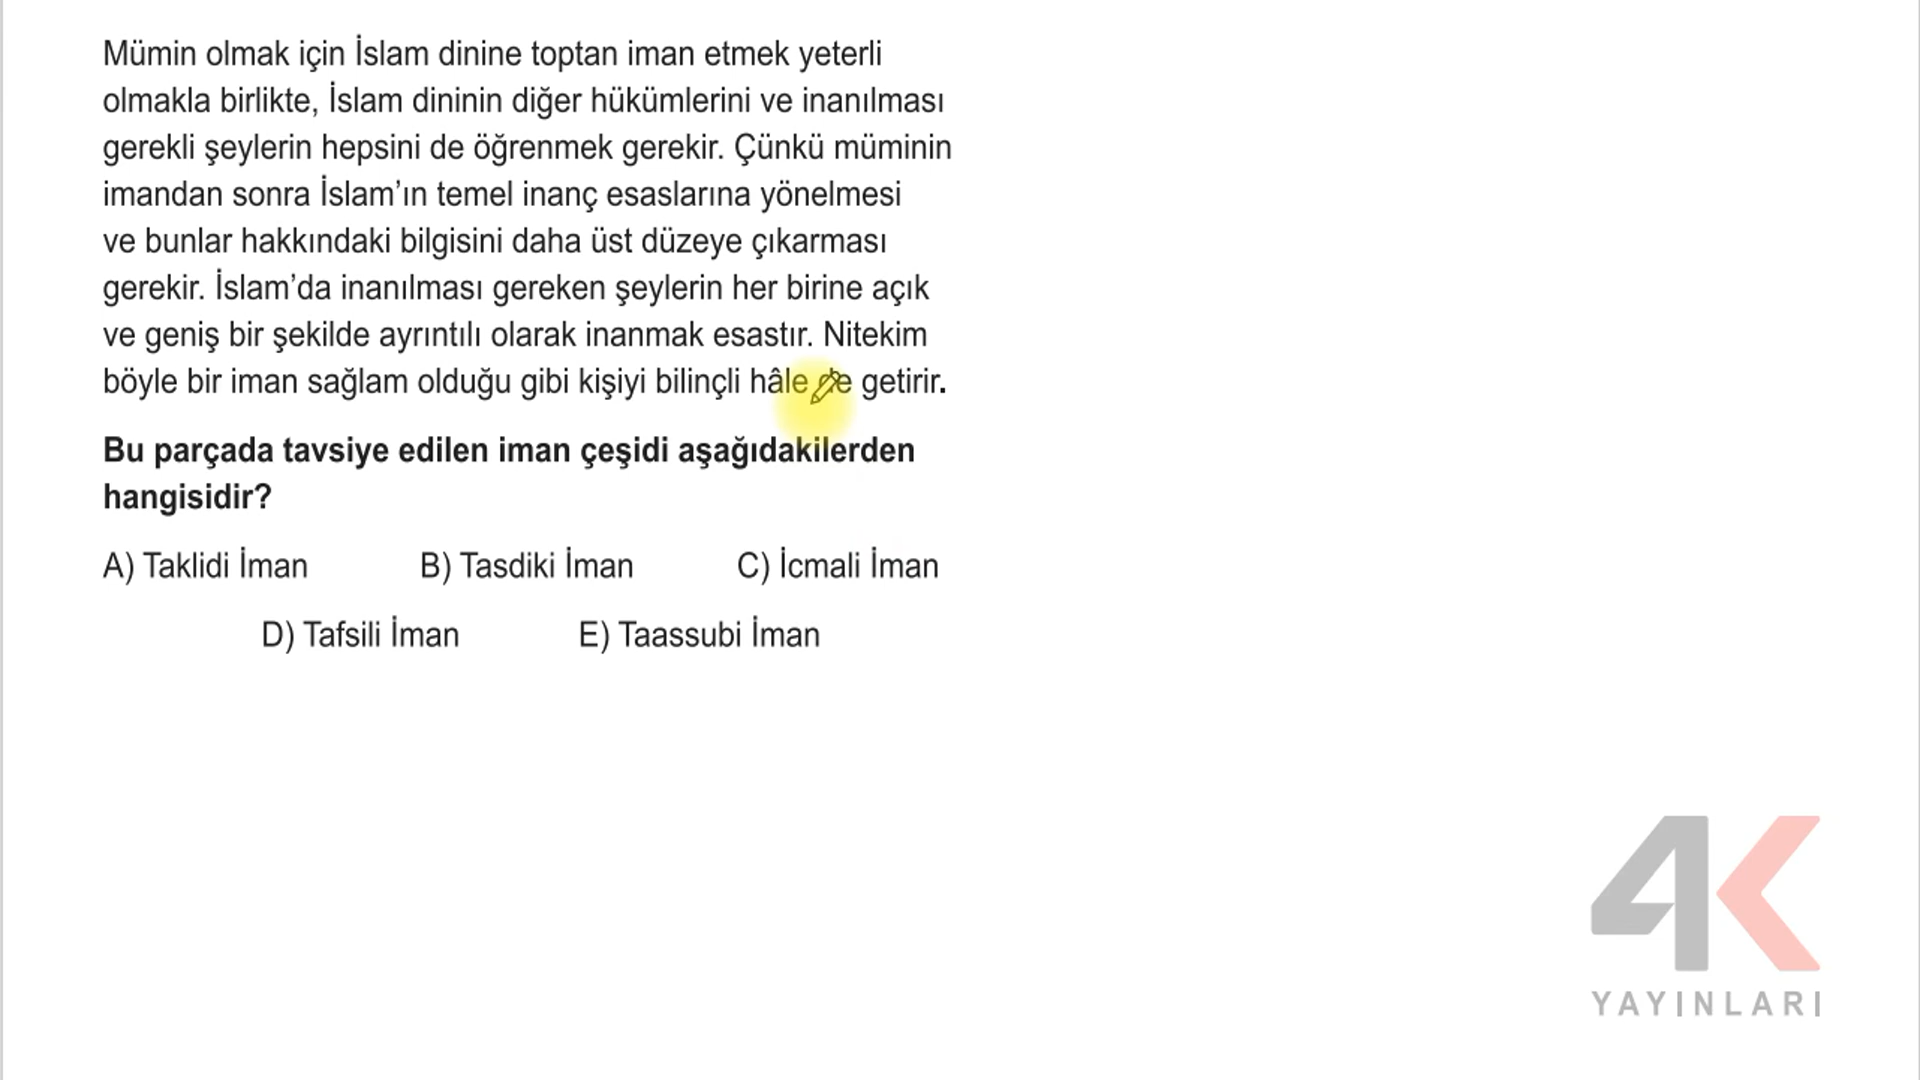 Mümin olmak için İslam dinine toptan iman etmek yeterli
olmakla birlikte, İslam dininin diğer hükümlerini ve inanılması
gerekli şeylerin hepsini de öğrenmek gerekir. Çünkü müminin
imandan sonra İslam’ın temel inanç esaslarına yönelmesi
ve bunlar hakkındaki bilgisini daha üst düzeye çıkarması
gerekir. İslam’da inanılması gereken şeylerin her birine açık
ve geniş bir şekilde ayrıntılı olarak inanmak esastır. Nitekim
böyle bir iman sağlam olduğu gibi kişiyi bilinçli hâle de getirir.
Bu parçada tavsiye edilen iman çeşidi aşağıdakilerden
hangisidir?
A) Taklidi İman B) Tasdiki İman C) İcmali İman
D) Tafsili İman E) Taassubi İman
4K
YAYINLARI